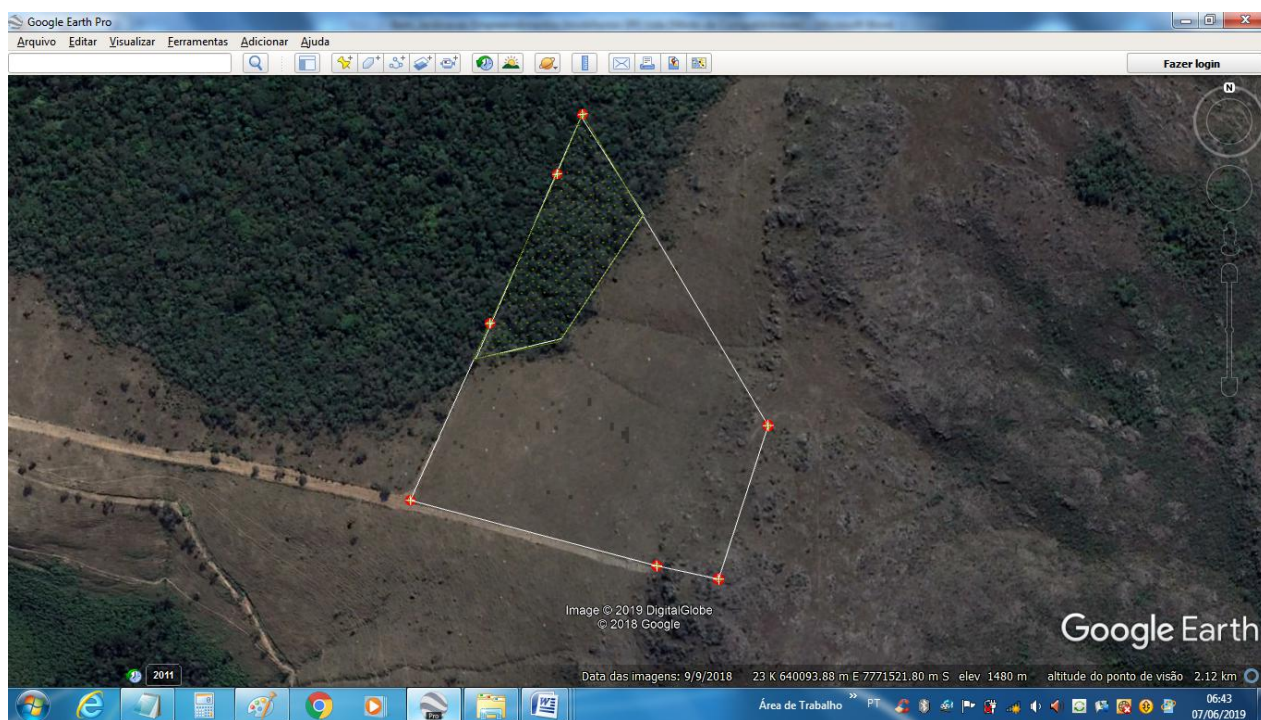 Google Earth Pro
Arquivo Editar Visualizar Ferramentas Adicionar Ajuda
Fazer login
N
Image © 2019 DigitalGlobe
© 2018 Google
Google Earth
2011
Data das imagens: 9/9/2018 23 K 640093.88 m E 7771521.80 m S elev 1480 m altitude do ponto de visão 2.12 km
Pro
W
Área de Trabalho » PT
06:43
07/06/2019